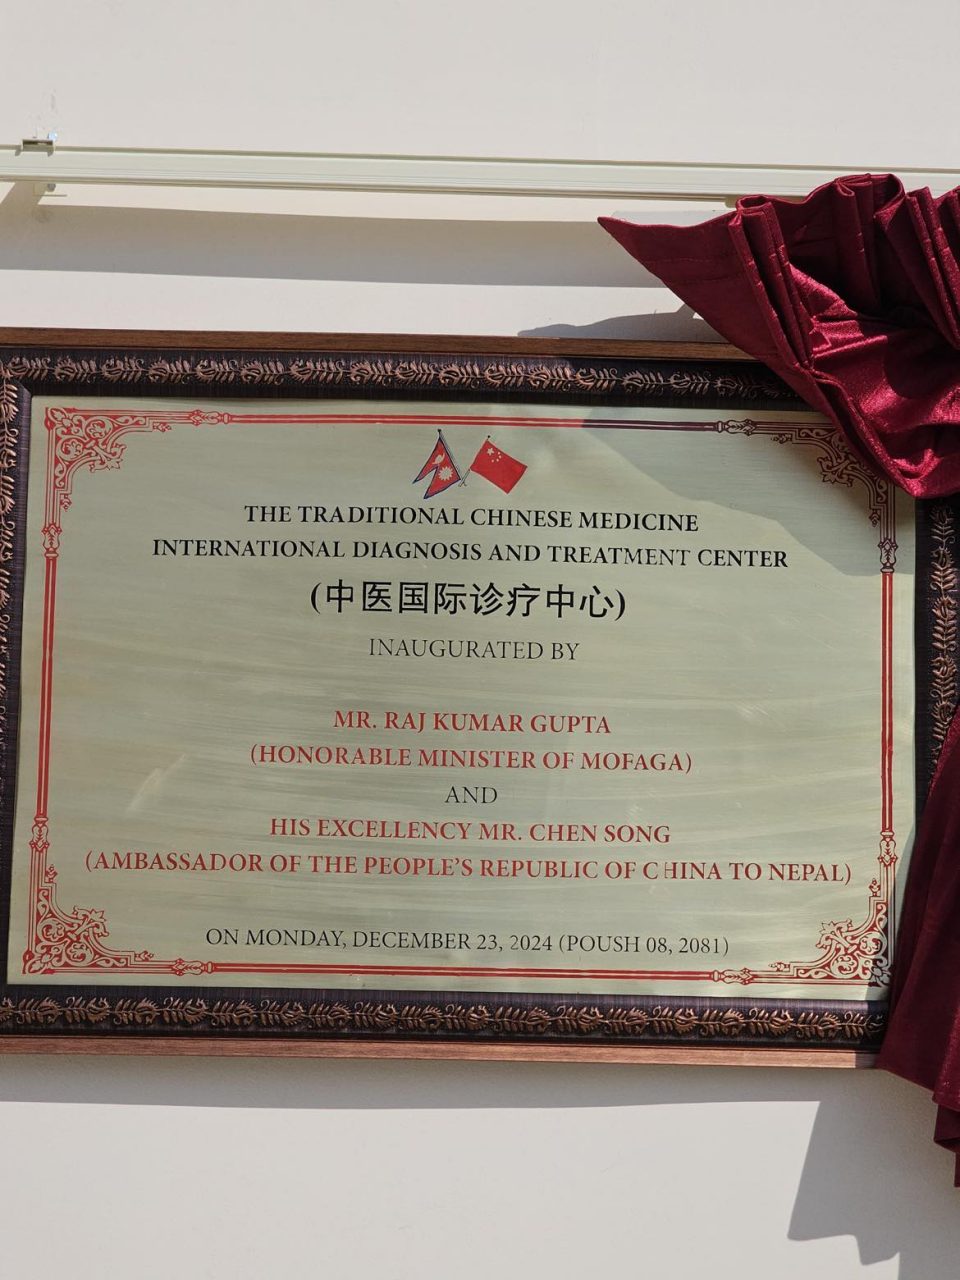 THE TRADITIONAL CHINESE MEDICINE
INTERNATIONAL DIAGNOSIS AND TREATMENT CENTER
(中医国际诊疗中心)
INAUGURATED BY
MR. RAJ KUMAR GUPTA
(HONORABLE MINISTER OF MOFAGA)
AND
HIS EXCELLENCY MR. CHEN SONG
(AMBASSADOR OF THE PEOPLE'S REPUBLIC OF CHINA TO NEPAL)
ON MONDAY, DECEMBER 23, 2024 (POUSH 08, 2081)